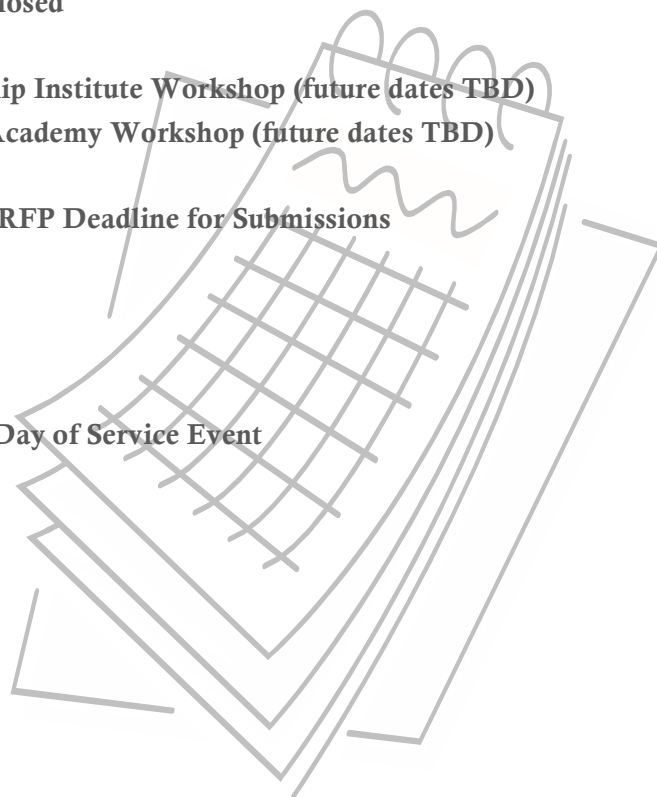 losed
ip Institute Workshop (future dates TBD)
Academy Workshop (future dates TBD)
RFP Deadline for Submissions
Day of Service Event